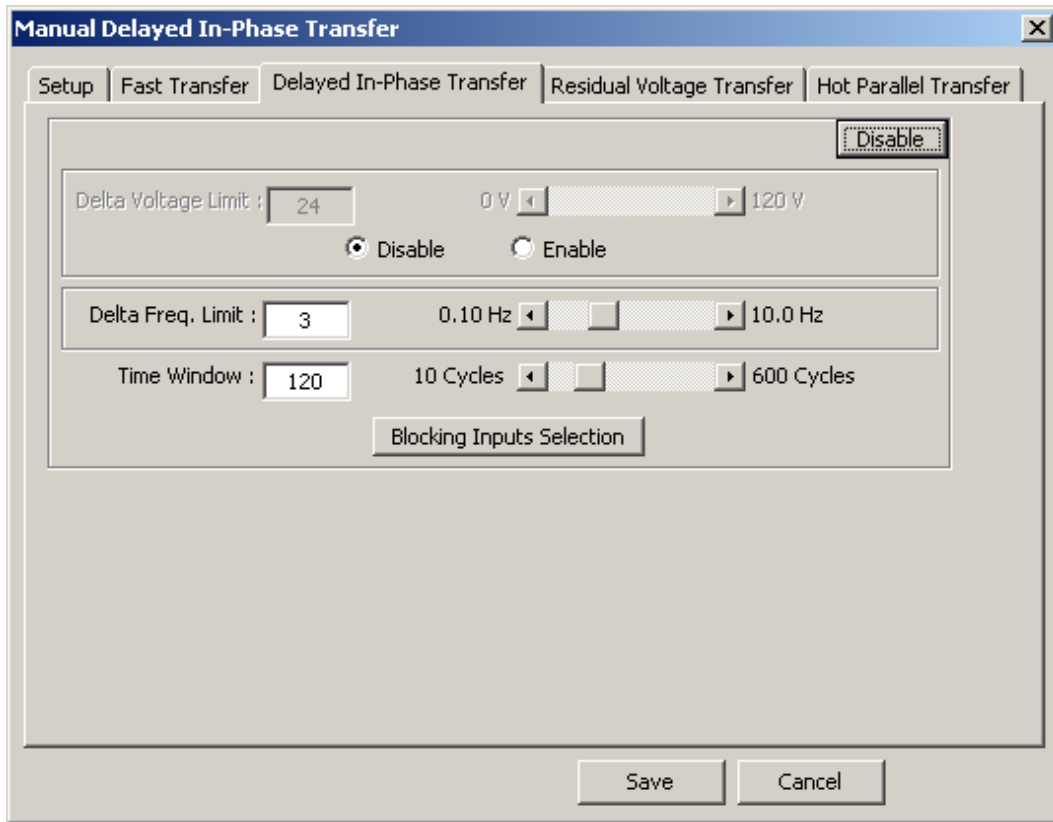 Manual Delayed In-Phase Transfer
Setup Fast Transfer Delayed In-Phase Transfer Residual Voltage Transfer Hot Parallel Transfer
Disable
Delta Voltage Limit : 24 0 V 120 V
Disable Enable
Delta Freq. Limit : 3 0.10 Hz 10.0 Hz
Time Window : 120 10 Cycles 600 Cycles
Blocking Inputs Selection
Save Cancel